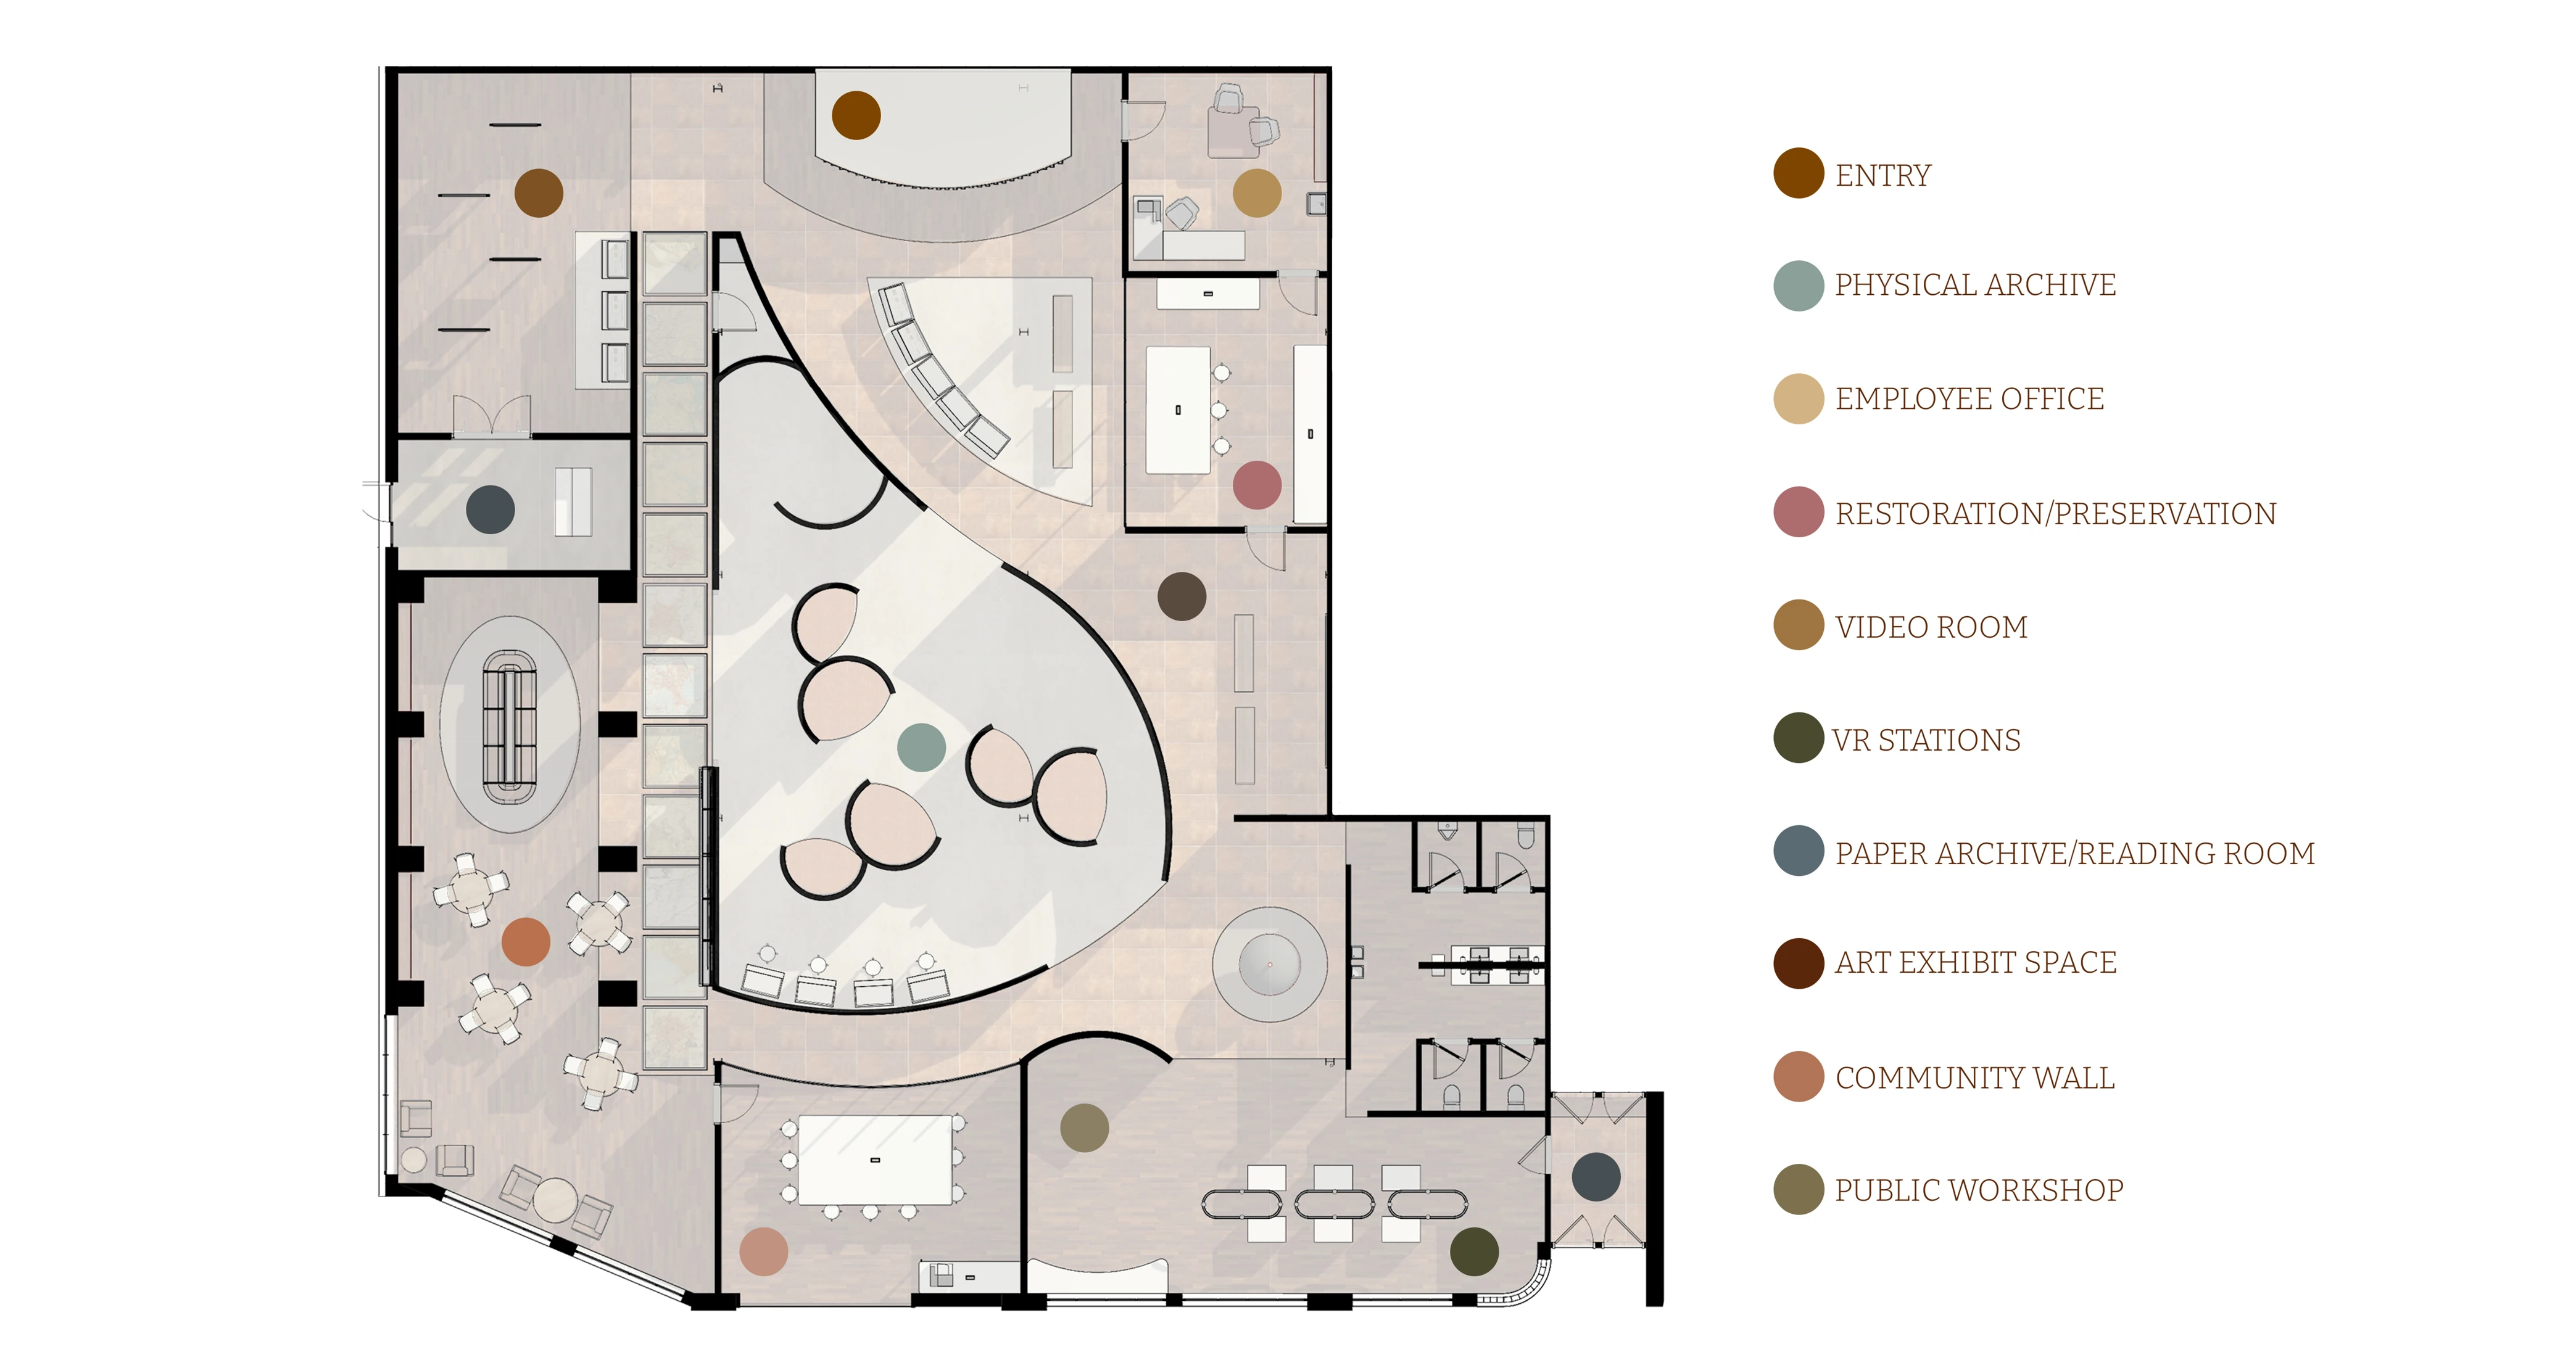 ENTRY
PHYSICAL ARCHIVE
EMPLOYEE OFFICE
RESTORATION/PRESERVATION
VIDEO ROOM
VR STATIONS
PAPER ARCHIVE/READING ROOM
ART EXHIBIT SPACE
COMMUNITY WALL
PUBLIC WORKSHOP